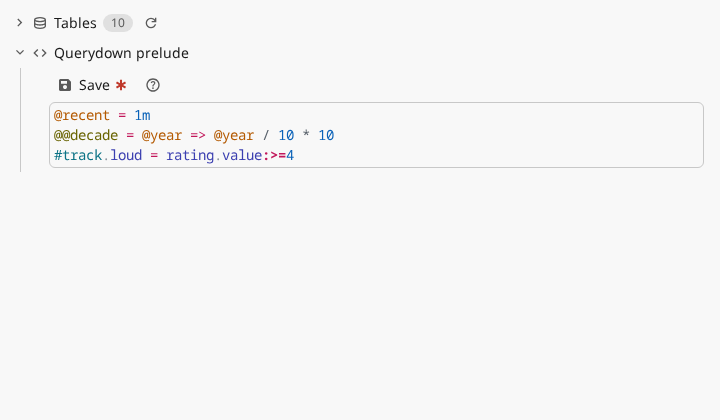 Tables 10
Querydown prelude
Save *
@recent = 1m
@@decade = @year => @year / 10 * 10
#track.loud = rating.value:>=4